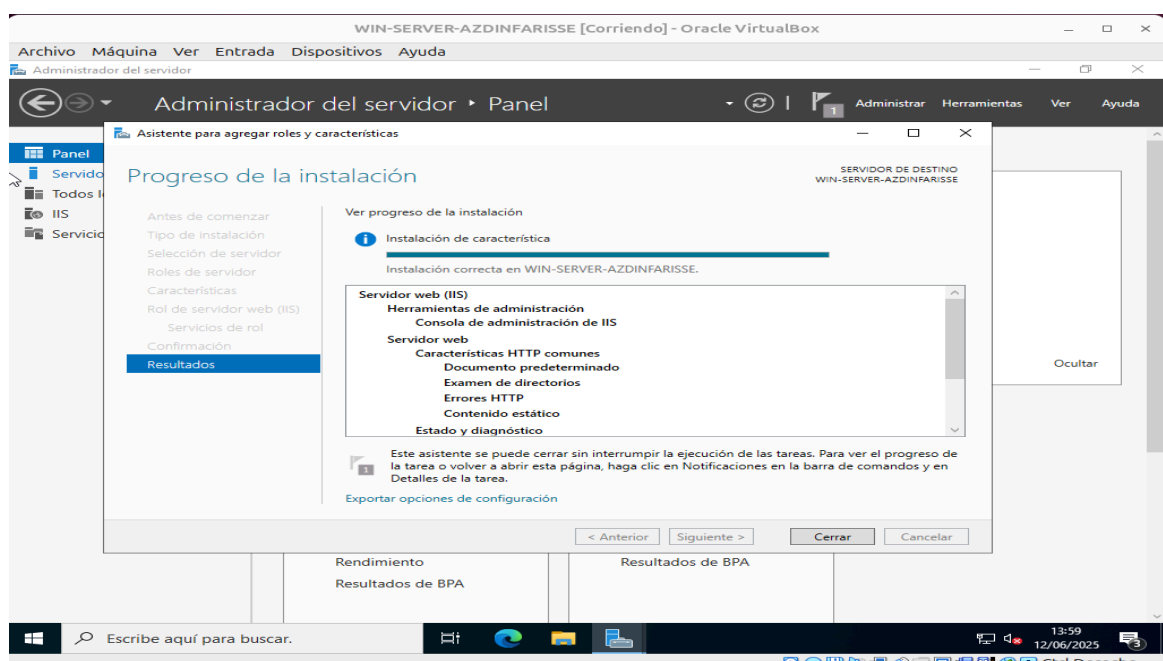 WIN-SERVER-AZDINFARISSE [Corriendo] - Oracle VirtualBox
Archivo Máquina Ver Entrada Dispositivos Ayuda
Administrador del servidor
Administrador del servidor ‣ Panel
1 Administrar Herramientas Ver Ayuda
Asistente para agregar roles y características
Panel
Servido
Todos l
IIS
Servicio
Progreso de la instalación
SERVIDOR DE DESTINO
WIN-SERVER-AZDINFARISSE
Antes de comenzar
Tipo de instalación
Selección de servidor
Roles de servidor
Características
Rol de servidor web (IIS)
Servicios de rol
Confirmación
Resultados
Ver progreso de la instalación
Instalación de característica
Instalación correcta en WIN-SERVER-AZDINFARISSE.
Servidor web (IIS)
Herramientas de administración
Consola de administración de IIS
Servidor web
Características HTTP comunes
Documento predeterminado
Examen de directorios
Errores HTTP
Contenido estático
Estado y diagnóstico
1
Este asistente se puede cerrar sin interrumpir la ejecución de las tareas. Para ver el progreso de
la tarea o volver a abrir esta página, haga clic en Notificaciones en la barra de comandos y en
Detalles de la tarea.
Exportar opciones de configuración
< Anterior Siguiente > Cerrar Cancelar
Ocultar
Rendimiento
Resultados de BPA
Resultados de BPA
Escribe aquí para buscar.
13:59
12/06/2025
3